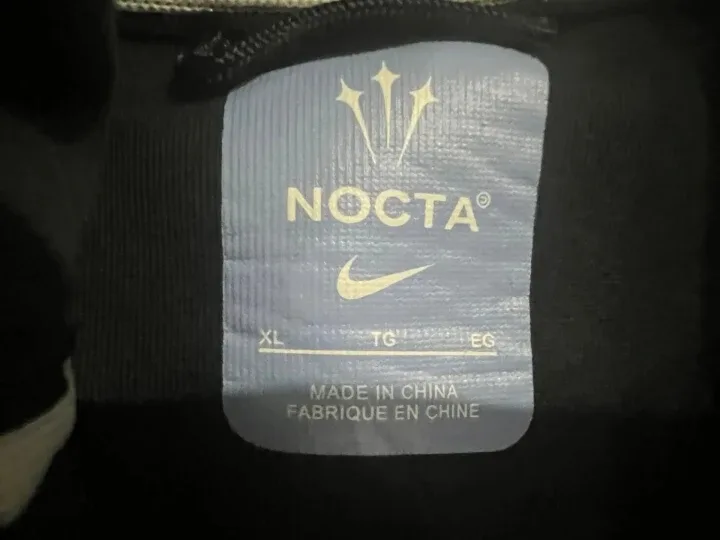 NOCTA®
XL TG EG
MADE IN CHINA
FABRIQUE EN CHINE